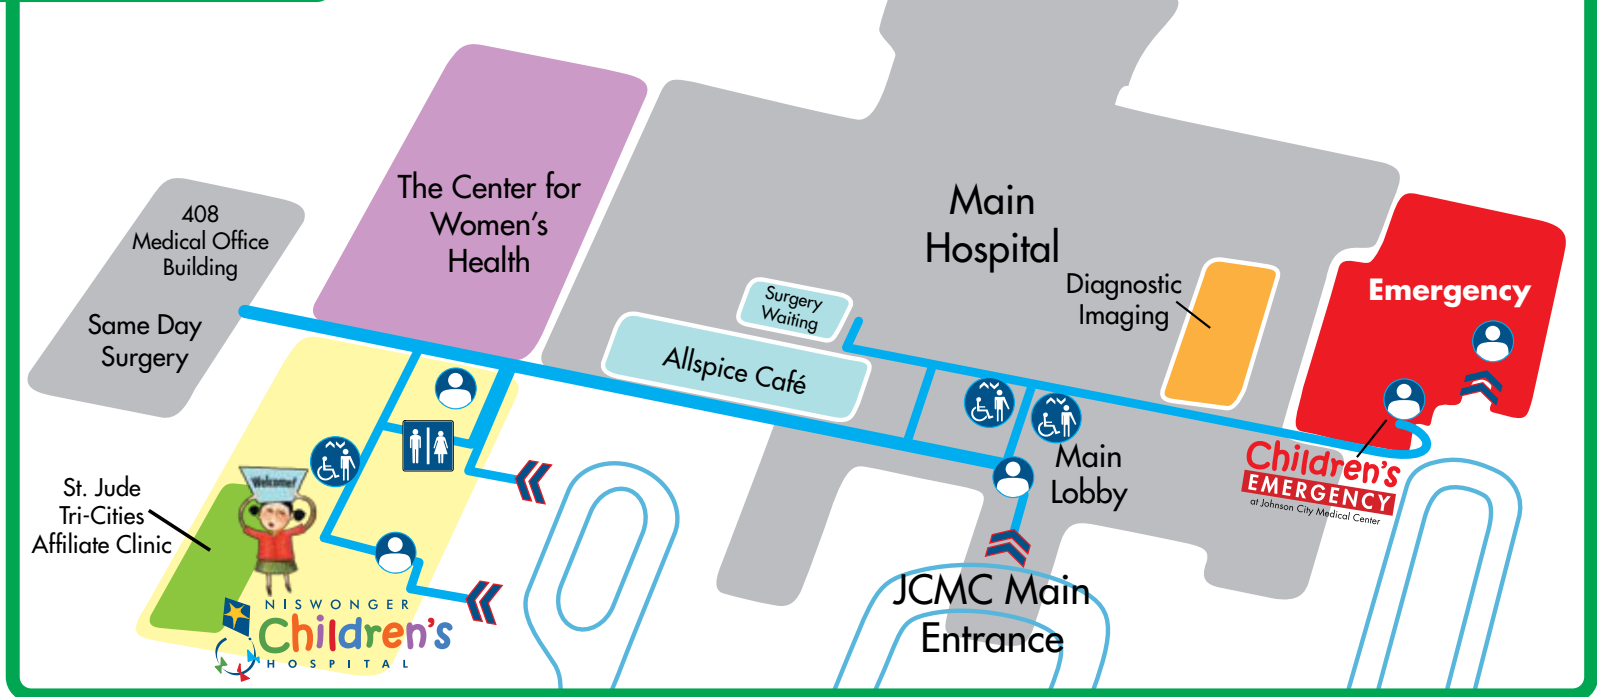 408
Medical Office
Building
Same Day
Surgery
The Center for
Women's
Health
Main
Hospital
Surgery
Waiting
Allspice Café
Diagnostic
Imaging
Emergency
Children's
EMERGENCY
at Johnson City Medical Center
Main
Lobby
JCMC Main
Entrance
St. Jude
Tri-Cities
Affiliate Clinic
Welcome!
NISWONGER
Children's
HOSPITAL